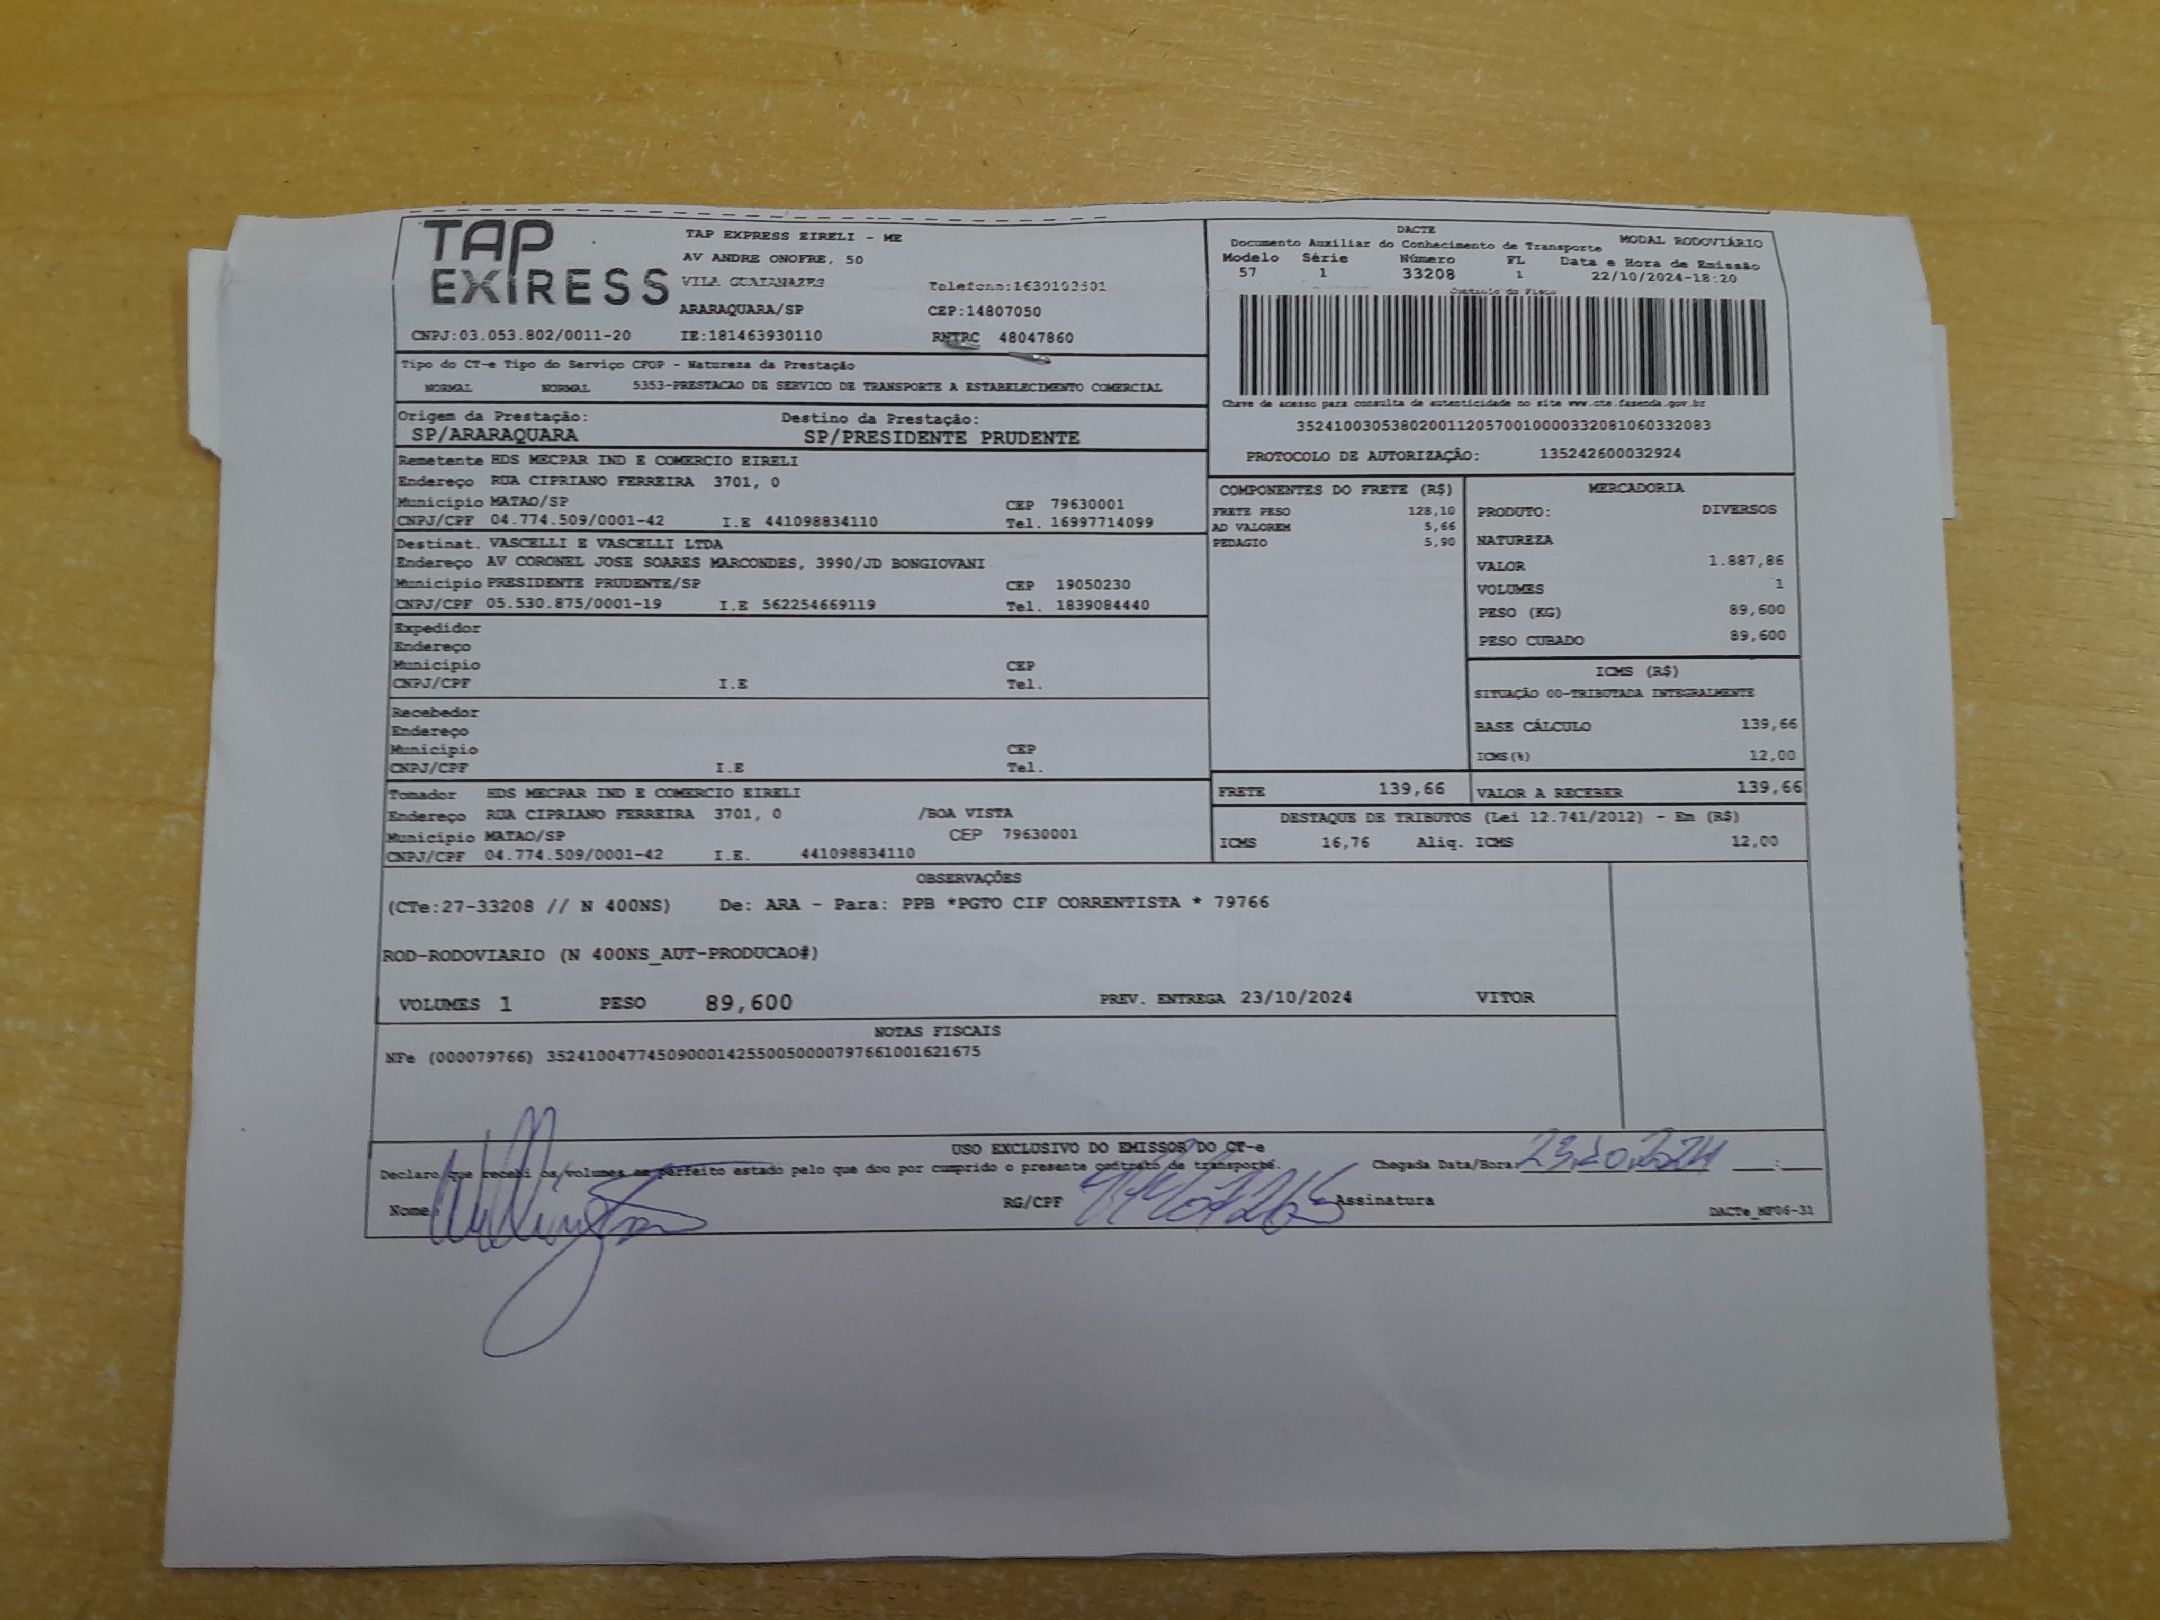 TAP
EXIRESS
TAP EXPRESS EIRELI - ME
AV ANDRE ONOFRE, 50
VILA GUAIANAZES Telefone:1630103501
ARARAQUARA/SP CEP:14807050
CNPJ:03.053.802/0011-20 IE:181463930110 RNTRC 48047860
DACTE
Documento Auxiliar do Conhecimento de Transporte MODAL RODOVIÁRIO
Modelo Série Número FL Data e Hora de Emissão
57 1 33208 1 22/10/2024-18:20
Controle do Fisco
Chave de acesso para consulta de autenticidade no site www.cte.fazenda.gov.br
35241003053802001120570010000332081060332083
PROTOCOLO DE AUTORIZAÇÃO: 135242600032924
Tipo do CT-e Tipo do Serviço CFOP - Natureza da Prestação
NORMAL NORMAL 5353-PRESTACAO DE SERVICO DE TRANSPORTE A ESTABELECIMENTO COMERCIAL
Origem da Prestação: Destino da Prestação:
SP/ARARAQUARA SP/PRESIDENTE PRUDENTE
Remetente HDS MECPAR IND E COMERCIO EIRELI
Endereço RUA CIPRIANO FERREIRA 3701, 0
Município MATAO/SP CEP 79630001
CNPJ/CPF 04.774.509/0001-42 I.E 441098834110 Tel. 16997714099
Destinat. VASCELLI E VASCELLI LTDA
Endereço AV CORONEL JOSE SOARES MARCONDES, 3990/JD BONGIOVANI
Município PRESIDENTE PRUDENTE/SP CEP 19050230
CNPJ/CPF 05.530.875/0001-19 I.E 562254669119 Tel. 1839084440
Expedidor
Endereço
Município CEP
CNPJ/CPF I.E Tel.
Recebedor
Endereço
Município CEP
CNPJ/CPF I.E Tel.
Tomador HDS MECPAR IND E COMERCIO EIRELI
Endereço RUA CIPRIANO FERREIRA 3701, 0 /BOA VISTA
Município MATAO/SP CEP 79630001
CNPJ/CPF 04.774.509/0001-42 I.E. 441098834110
COMPONENTES DO FRETE (R$)
FRETE PESO 128,10
AD VALOREM 5,66
PEDAGIO 5,90
MERCADORIA
PRODUTO: DIVERSOS
NATUREZA
VALOR 1.887,86
VOLUMES 1
PESO (KG) 89,600
PESO CUBADO 89,600
ICMS (R$)
SITUAÇÃO 00-TRIBUTADA INTEGRALMENTE
BASE CÁLCULO 139,66
ICMS(%) 12,00
FRETE 139,66 VALOR A RECEBER 139,66
DESTAQUE DE TRIBUTOS (Lei 12.741/2012) - Em (R$)
ICMS 16,76 Aliq. ICMS 12,00
OBSERVAÇÕES
(CTe:27-33208 // N 400NS) De: ARA - Para: PPB *PGTO CIF CORRENTISTA * 79766
ROD-RODOVIARIO (N 400NS_AUT-PRODUCAO#)
VOLUMES 1 PESO 89,600 PREV. ENTREGA 23/10/2024 VITOR
NOTAS FISCAIS
NFe (000079766) 35241004774509000142550050000797661001621675
USO EXCLUSIVO DO EMISSOR DO CT-e
Declaro que recebi os volumes em perfeito estado pelo que dou por cumprido o presente contrato de transporte. Chegada Data/Hora: 23.10.2024 ___:___
Nome RG/CPF Assinatura
DACTe_MF06-31